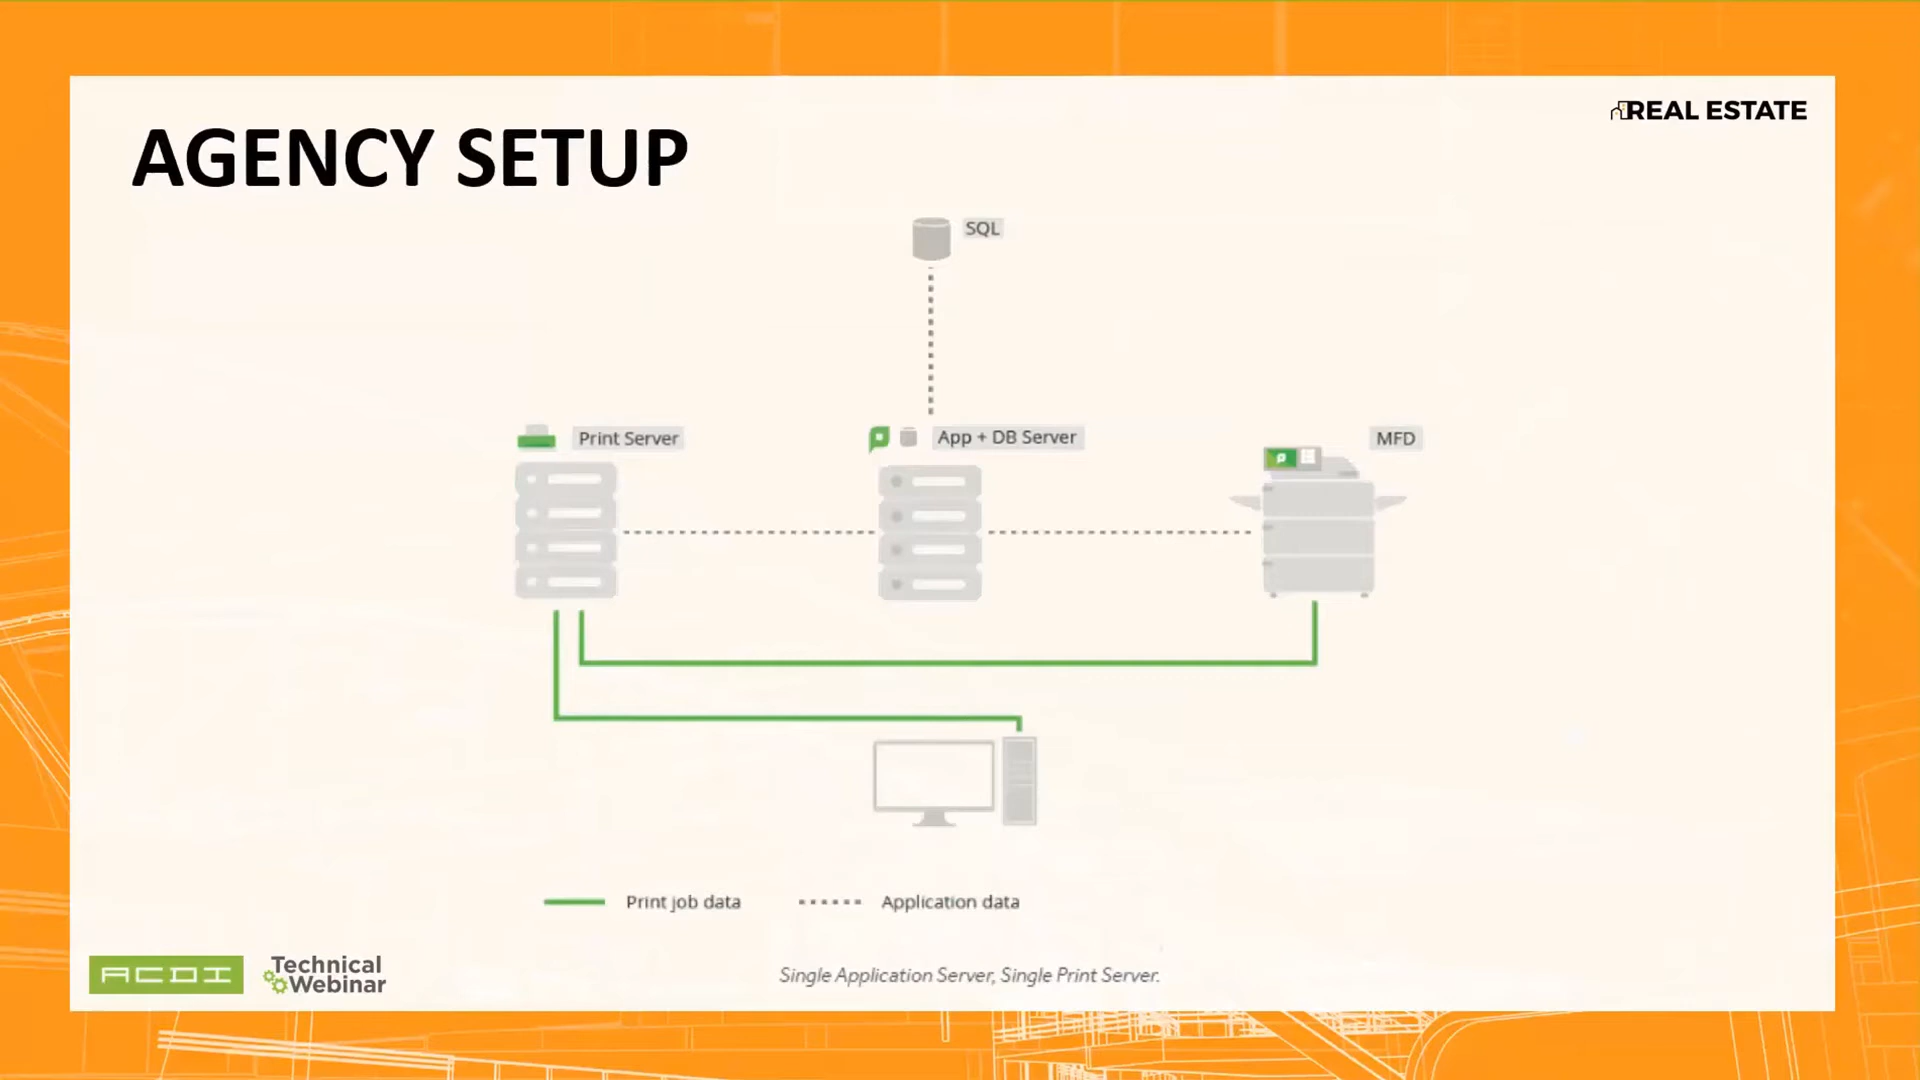 REAL ESTATE
AGENCY SETUP
SQL
Print Server
App + DB Server
MFD
Print job data
Application data
ACDI
Technical
Webinar
Single Application Server, Single Print Server.